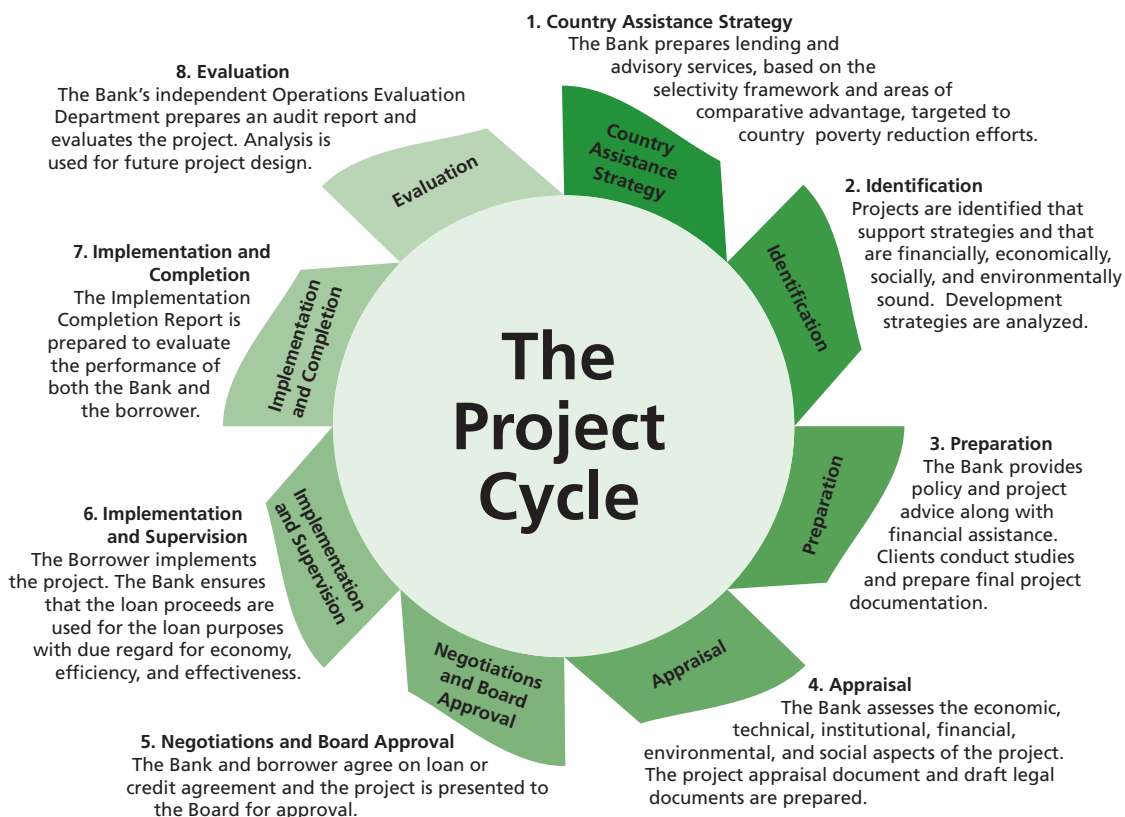 1. Country Assistance Strategy
The Bank prepares lending and
advisory services, based on the
selectivity framework and areas of
comparative advantage, targeted to
country poverty reduction efforts.
2. Identification
Projects are identified that
support strategies and that
are financially, economically,
socially, and environmentally
sound. Development
strategies are analyzed.
3. Preparation
The Bank provides
policy and project
advice along with
financial assistance.
Clients conduct studies
and prepare final project
documentation.
4. Appraisal
The Bank assesses the economic,
technical, institutional, financial,
environmental, and social aspects of the project.
The project appraisal document and draft legal
documents are prepared.
5. Negotiations and Board Approval
The Bank and borrower agree on loan or
credit agreement and the project is presented to
the Board for approval.
6. Implementation
and Supervision
The Borrower implements
the project. The Bank ensures
that the loan proceeds are
used for the loan purposes
with due regard for economy,
efficiency, and effectiveness.
7. Implementation and
Completion
The Implementation
Completion Report is
prepared to evaluate
the performance of
both the Bank and
the borrower.
8. Evaluation
The Bank's independent Operations Evaluation
Department prepares an audit report and
evaluates the project. Analysis is
used for future project design.
Country
Assistance
Strategy
Identification
Preparation
Appraisal
Negotiations
and Board
Approval
Implementation
and Supervision
Implementation
and Completion
Evaluation
The
Project
Cycle